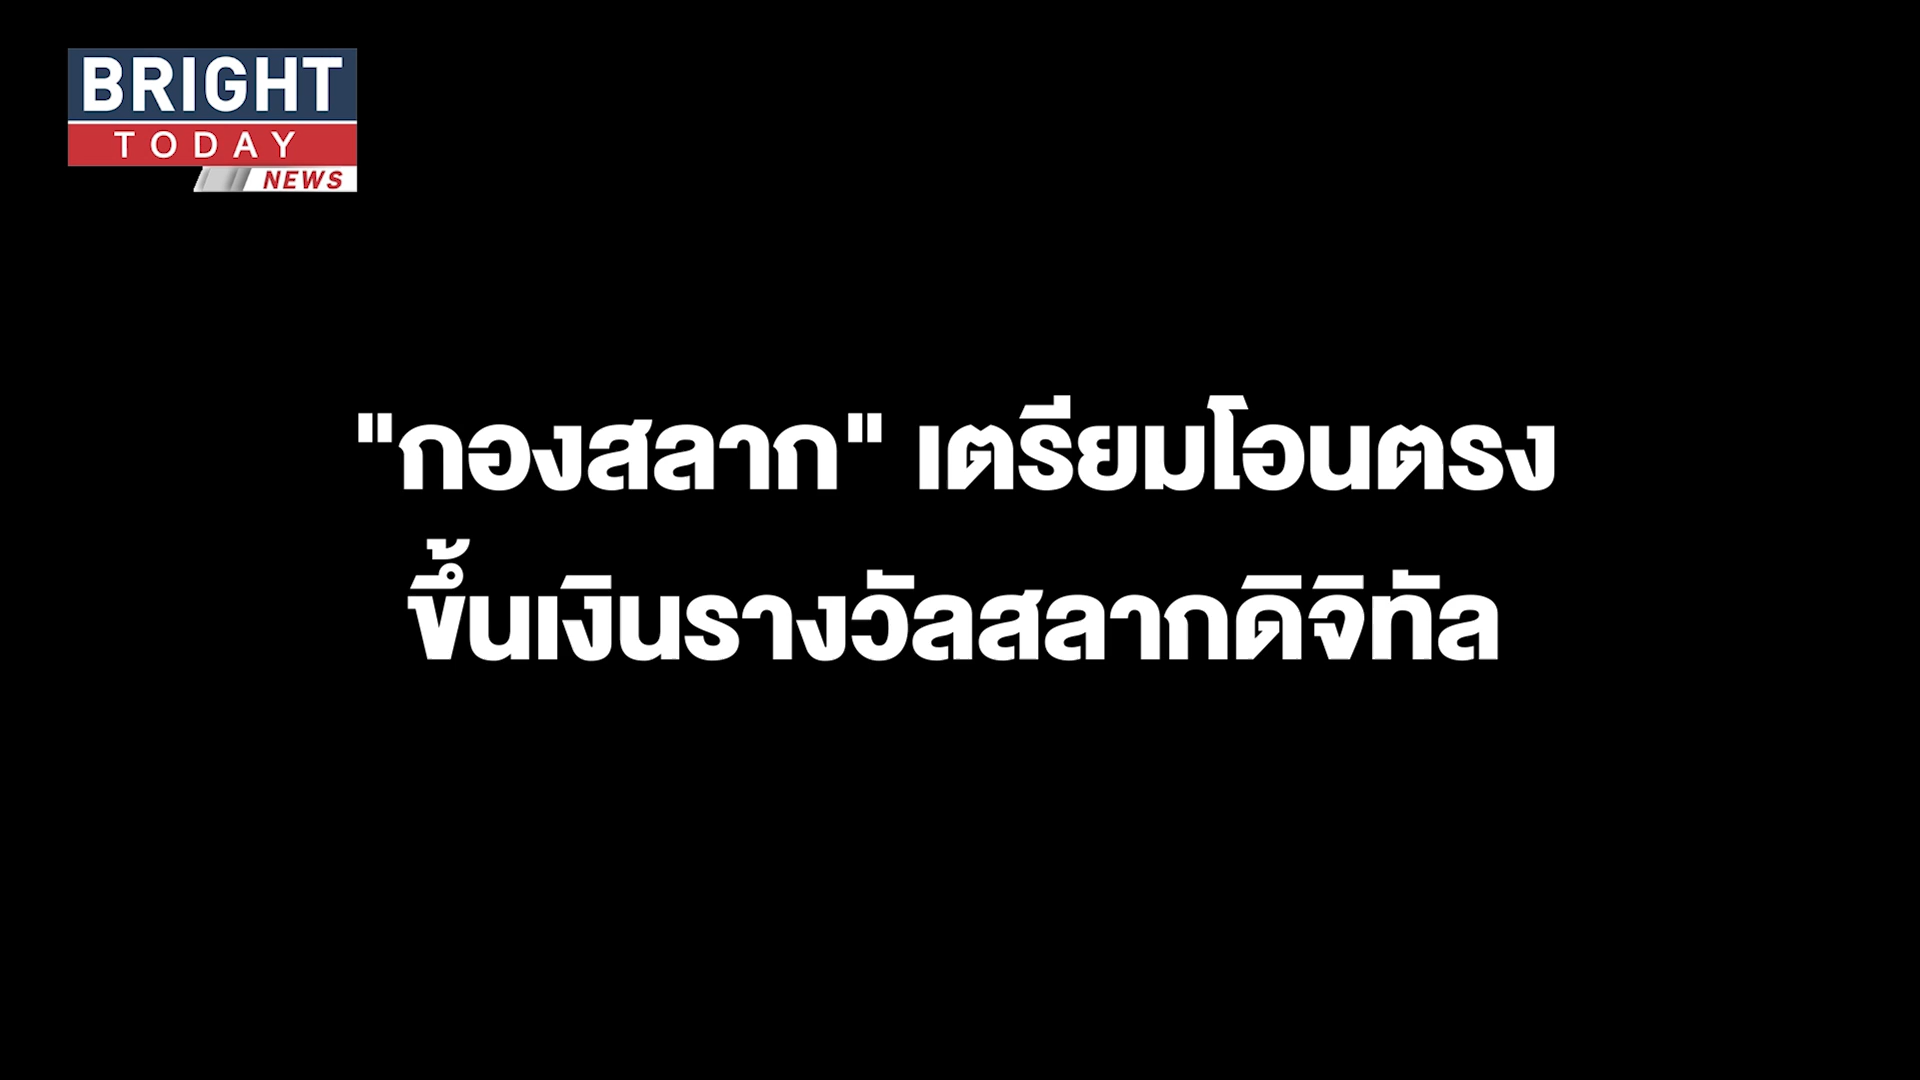 BRIGHT
TODAY
NEWS
"กองสลาก" เตรียมโอนตรง
ขึ้นเงินรางวัลสลากดิจิทัล